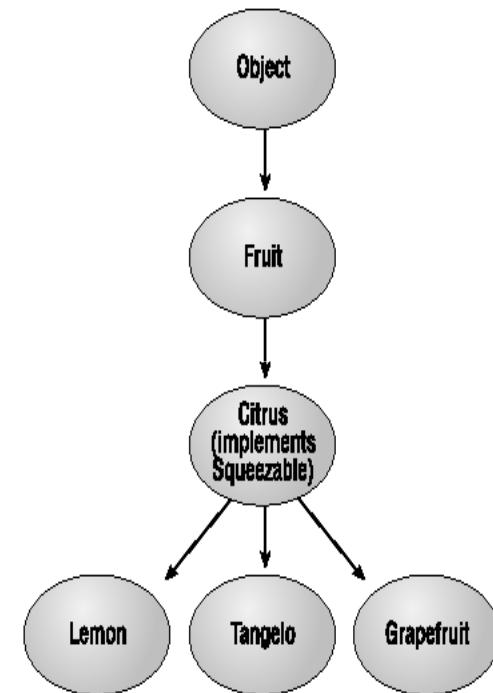 Object
Fruit
Citrus
(implements
Squeezable)
Lemon
Tangelo
Grapefruit